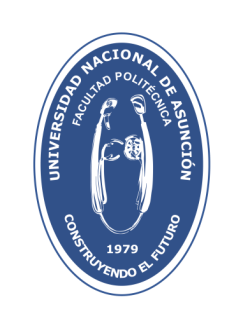 UNIVERSIDAD NACIONAL DE ASUNCIÓN
FACULTAD POLITÉCNICA
1979
CONSTRUYENDO EL FUTURO